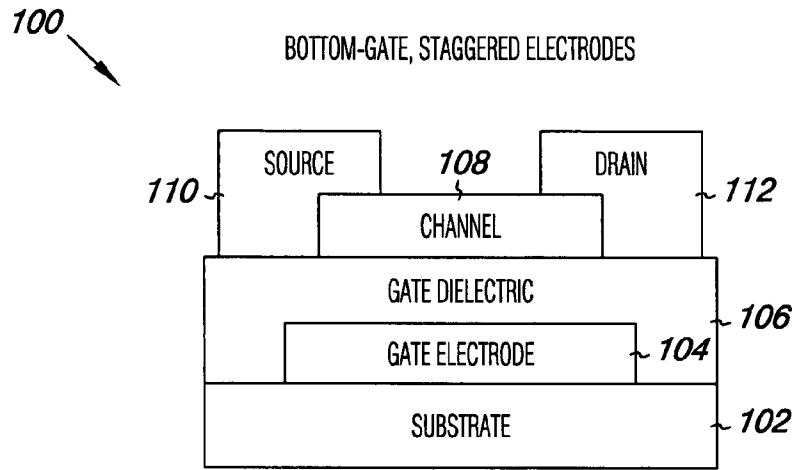 100
BOTTOM-GATE, STAGGERED ELECTRODES
SOURCE
DRAIN
108
110
112
CHANNEL
GATE DIELECTRIC
106
GATE ELECTRODE
104
SUBSTRATE
102